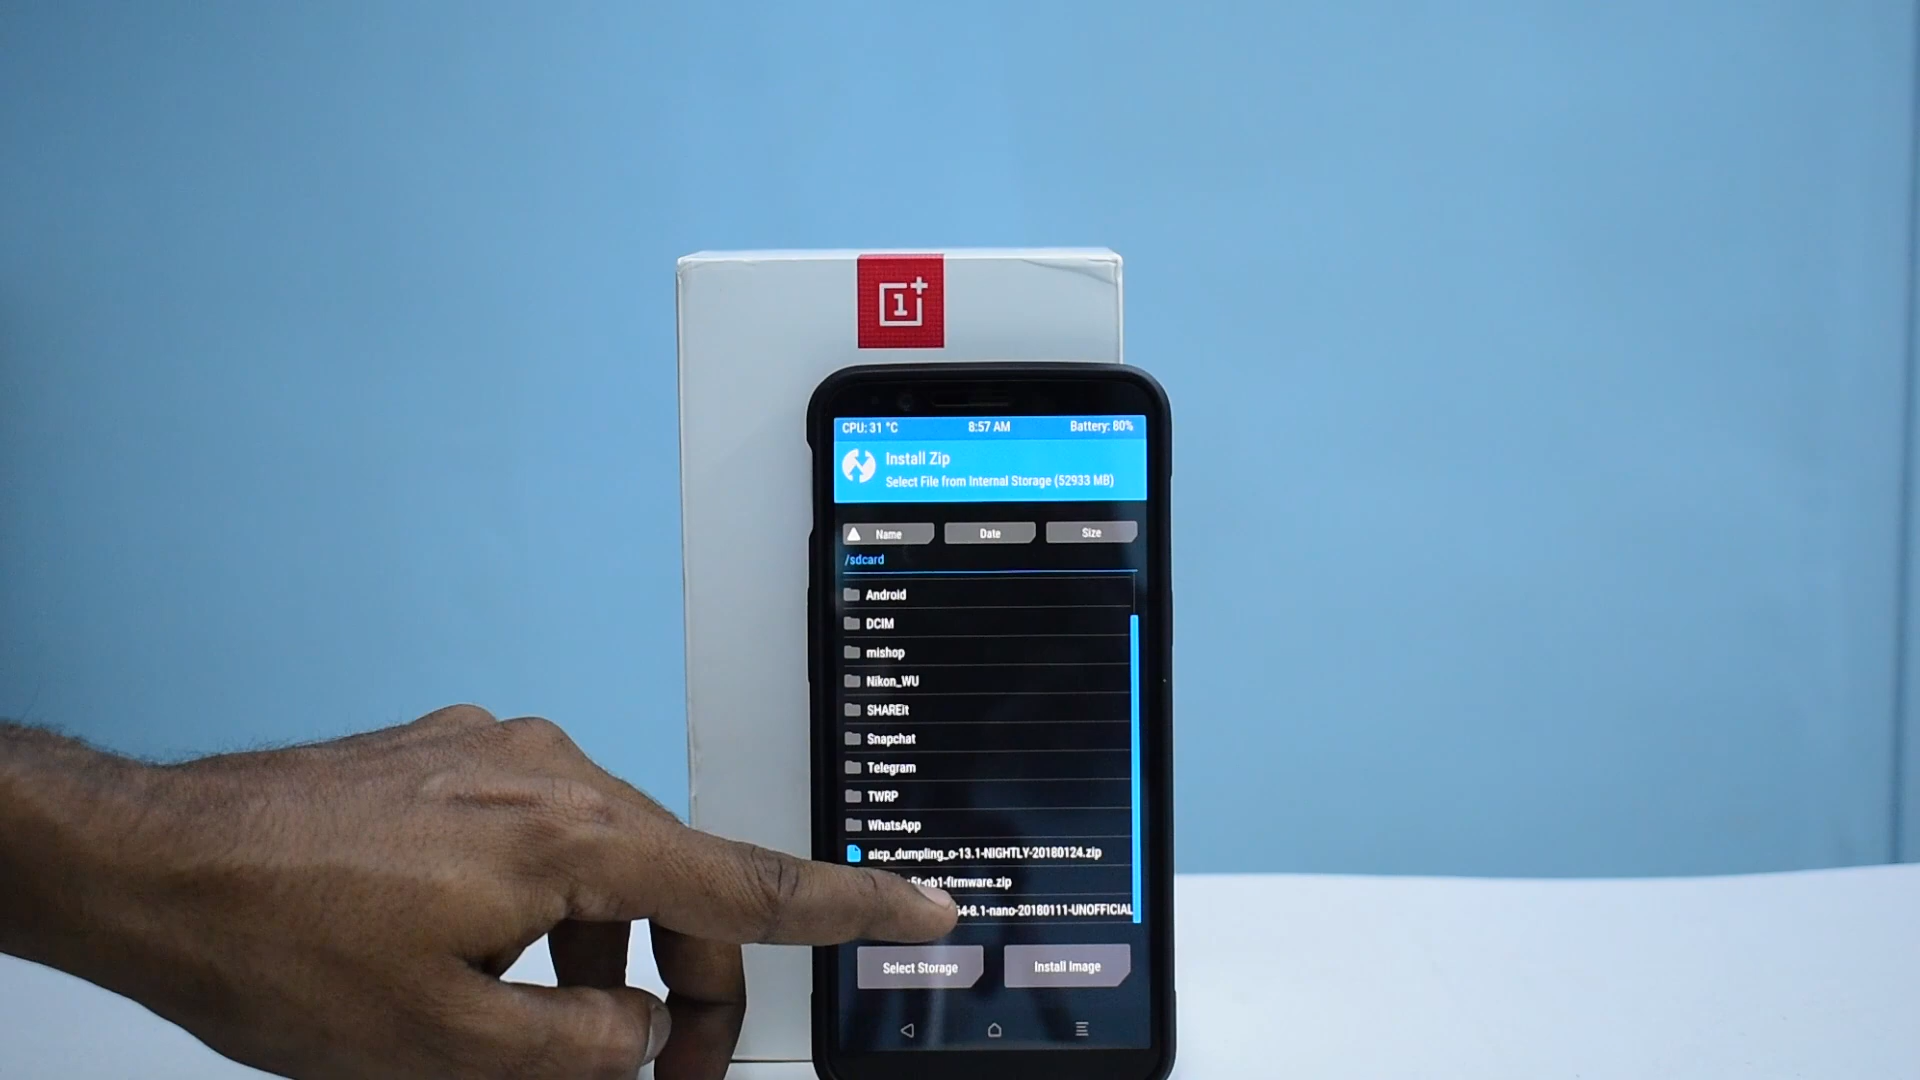 1+
CPU: 31 °C 8:57 AM Battery: 80%
Install Zip
Select File from Internal Storage (52933 MB)
Name Date Size
/sdcard
Android
DCIM
mishop
Nikon_WU
SHAREit
Snapchat
Telegram
TWRP
WhatsApp
aicp_dumpling_o-13.1-NIGHTLY-20180124.zip
5t-ob1-firmware.zip
64-8.1-nano-20180111-UNOFFICIAL
Select Storage Install Image